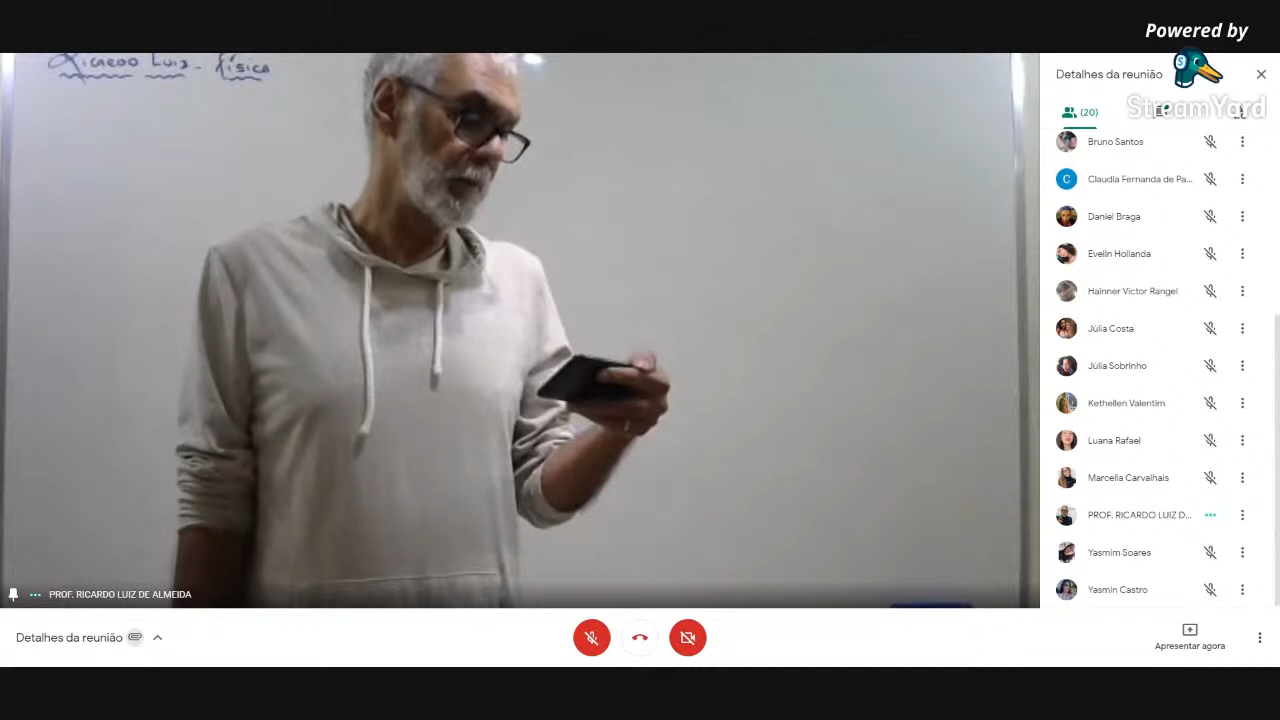 Powered by
StreamYard
Ricardo Luiz - Física
Detalhes da reunião
(20)
Bruno Santos
C
Claudia Fernanda de Pa...
Daniel Braga
Evelin Hollanda
Hainner Victor Rangel
Júlia Costa
Júlia Sobrinho
Kethellen Valentim
Luana Rafael
Marcella Carvalhais
PROF. RICARDO LUIZ D...
Yasmim Soares
Yasmin Castro
PROF. RICARDO LUIZ DE ALMEIDA
Detalhes da reunião
Apresentar agora